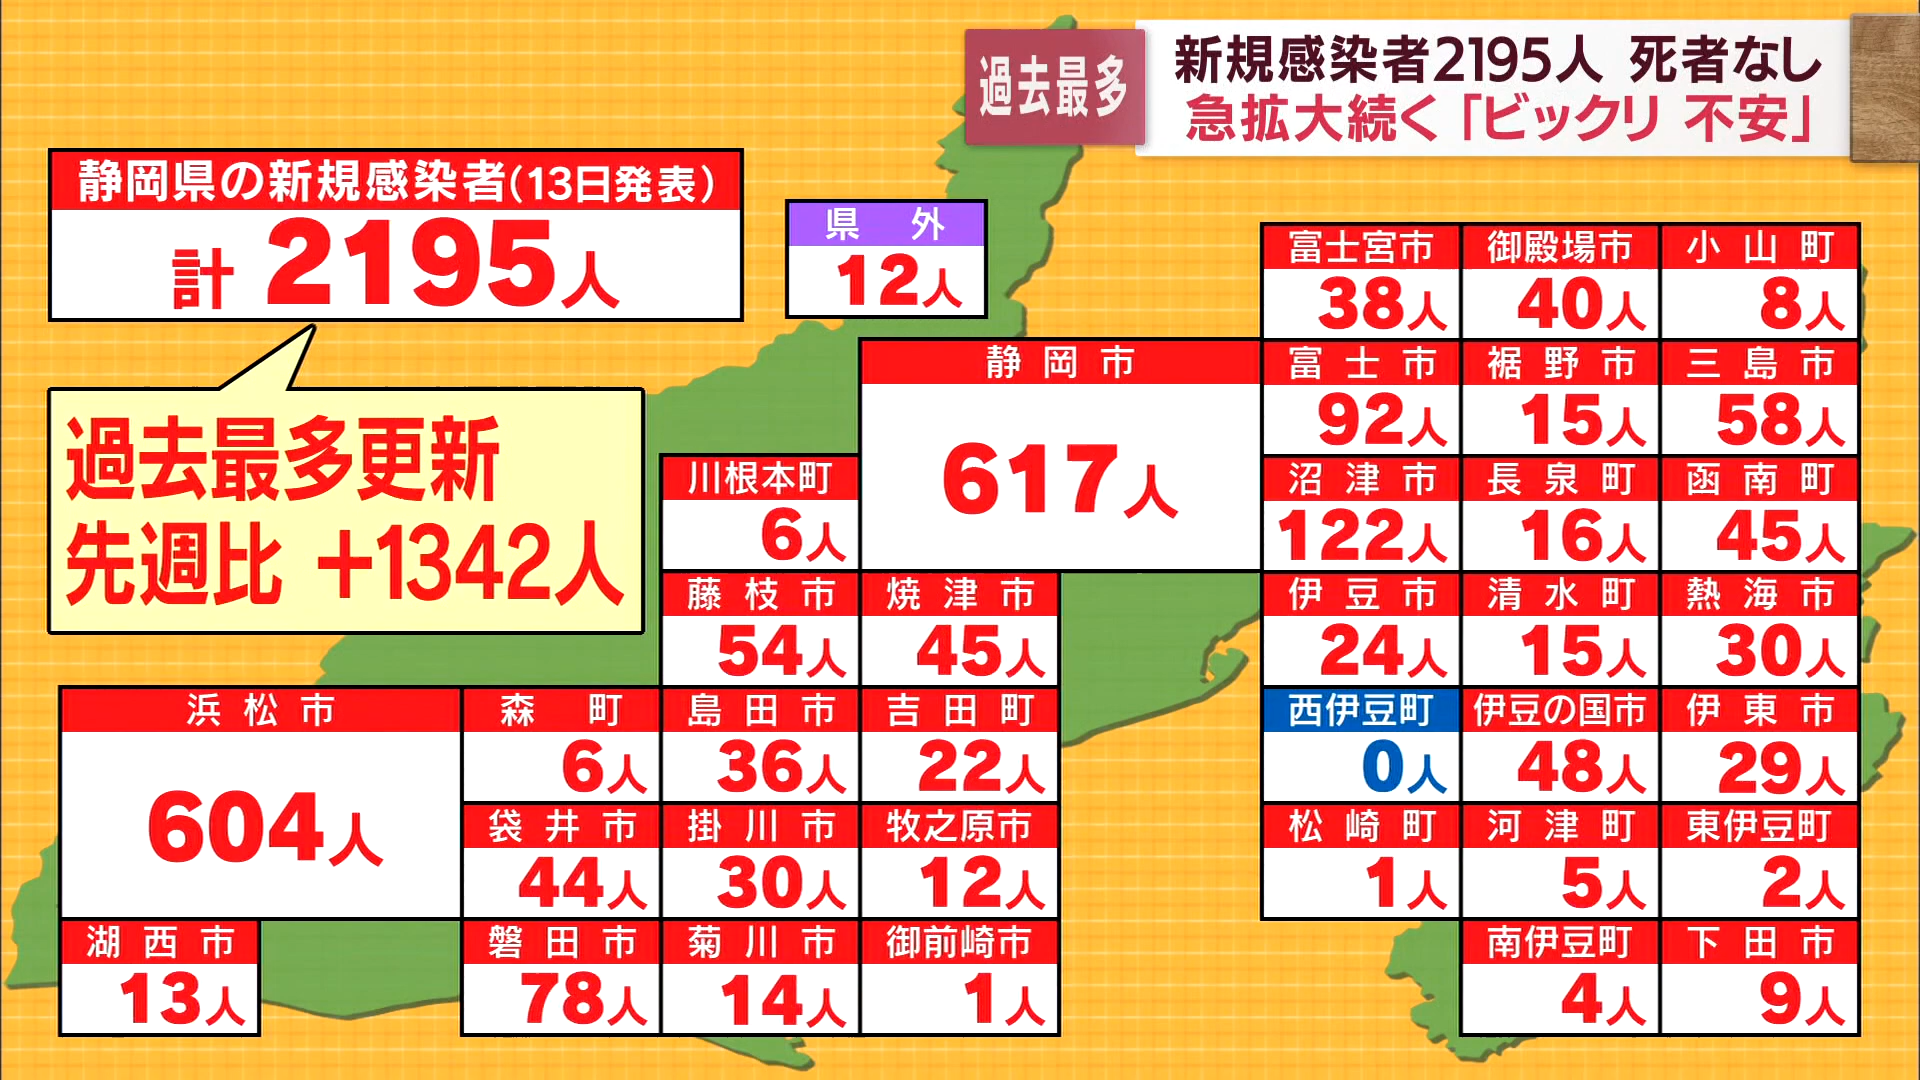 過去最多
新規感染者2195人 死者なし
急拡大続く「ビックリ 不安」
静岡県の新規感染者(13日発表)
計 2195人
過去最多更新
先週比 +1342人
県外
12人
富士宮市 御殿場市 小山町
38人 40人 8人
静岡市
617人
富士市 裾野市 三島市
92人 15人 58人
川根本町
6人
沼津市 長泉町 函南町
122人 16人 45人
藤枝市 焼津市
54人 45人
伊豆市 清水町 熱海市
24人 15人 30人
浜松市
604人
森町 島田市 吉田町
6人 36人 22人
西伊豆町 伊豆の国市 伊東市
0人 48人 29人
袋井市 掛川市 牧之原市
44人 30人 12人
松崎町 河津町 東伊豆町
1人 5人 2人
湖西市
13人
磐田市 菊川市 御前崎市
78人 14人 1人
南伊豆町 下田市
4人 9人